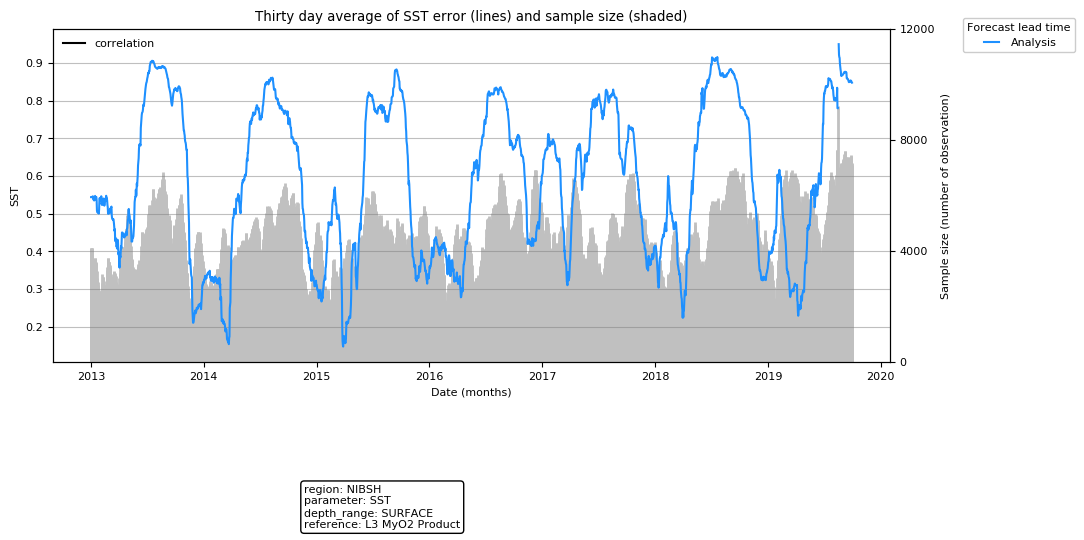 Thirty day average of SST error (lines) and sample size (shaded)
correlation
Forecast lead time
Analysis
SST
0.9
0.8
0.7
0.6
0.5
0.4
0.3
0.2
12000
8000
4000
0
Sample size (number of observation)
2013 2014 2015 2016 2017 2018 2019 2020
Date (months)
region: NIBSH
parameter: SST
depth_range: SURFACE
reference: L3 MyO2 Product